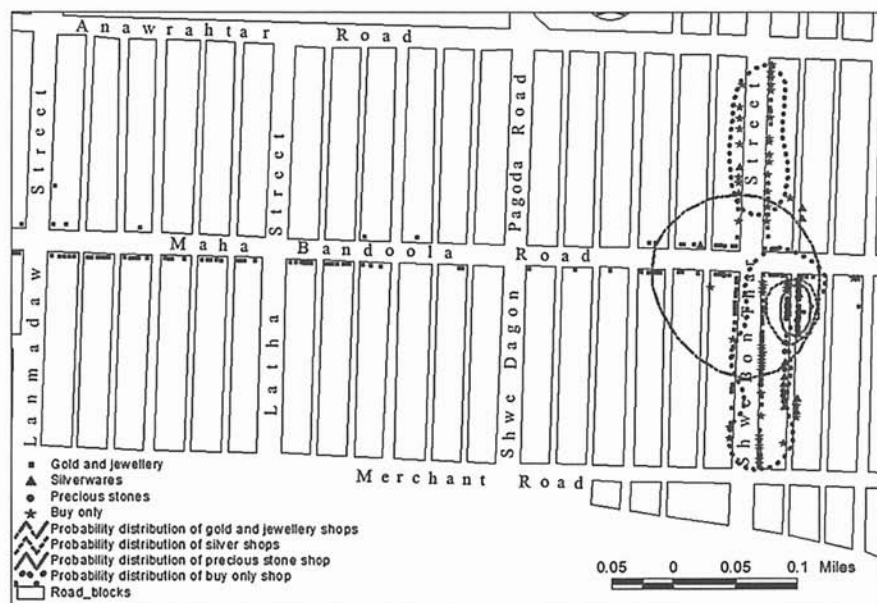 Anawrahtar Road
Street
Street
Pagoda Road
Street
Maha Bandoola Road
Lanmadaw
Latha
Shwe Dagon
Shwe Bonthar
Merchant Road
Gold and jewellery
Silverwares
Precious stones
Buy only
Probability distribution of gold and jewellery shops
Probability distribution of silver shops
Probability distribution of precious stone shop
Probability distribution of buy only shop
Road_blocks
0.05 0 0.05 0.1 Miles